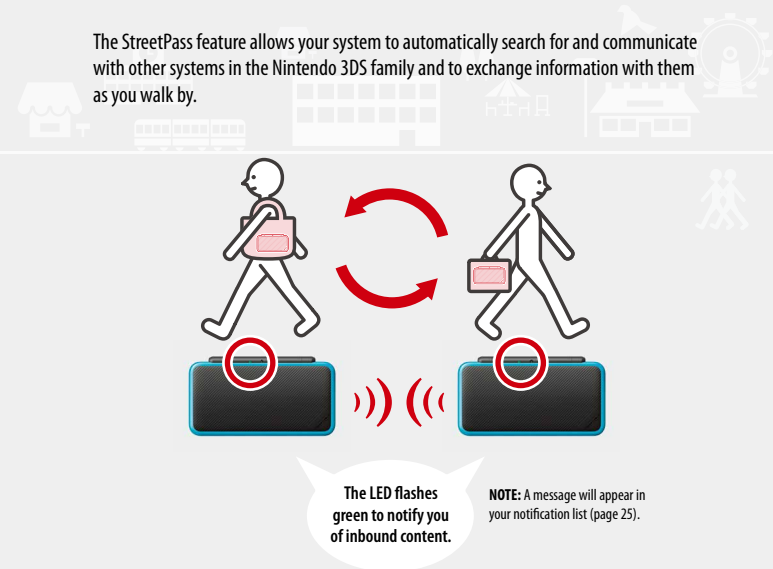 The StreetPass feature allows your system to automatically search for and communicate
with other systems in the Nintendo 3DS family and to exchange information with them
as you walk by.
The LED flashes
green to notify you
of inbound content.
NOTE: A message will appear in
your notification list (page 25).